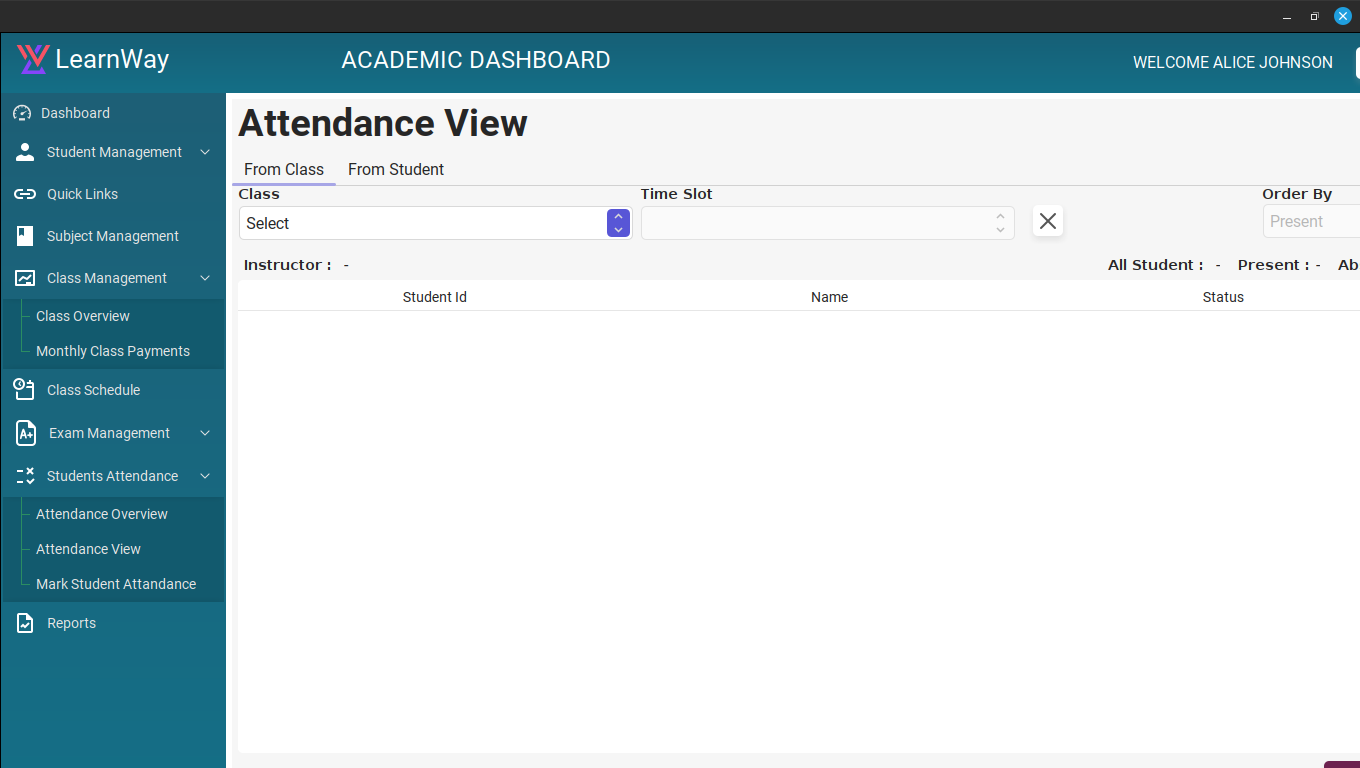 LearnWay
ACADEMIC DASHBOARD
WELCOME ALICE JOHNSON
Dashboard
Student Management
Quick Links
Subject Management
Class Management
Class Overview
Monthly Class Payments
Class Schedule
A+ Exam Management
Students Attendance
Attendance Overview
Attendance View
Mark Student Attandance
Reports
Attendance View
From Class From Student
Class Time Slot Order By
Select Present
Instructor : - All Student : - Present : - Ab
Student Id Name Status